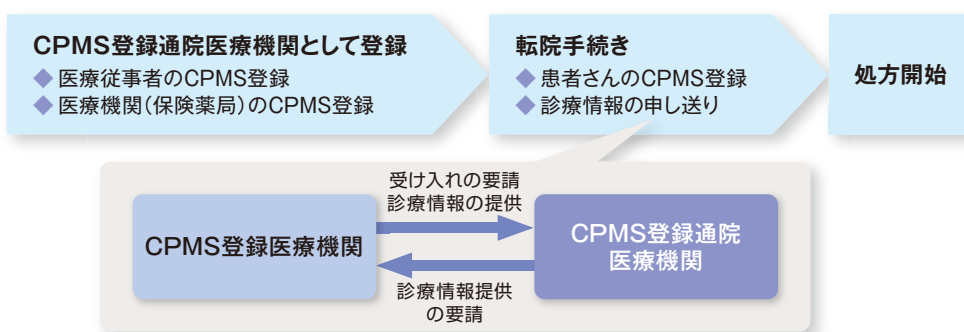 CPMS登録通院医療機関として登録
◆ 医療従事者のCPMS登録
◆ 医療機関(保険薬局)のCPMS登録
転院手続き
◆ 患者さんのCPMS登録
◆ 診療情報の申し送り
処方開始
受け入れの要請
診療情報の提供
CPMS登録医療機関
CPMS登録通院
医療機関
診療情報提供
の要請